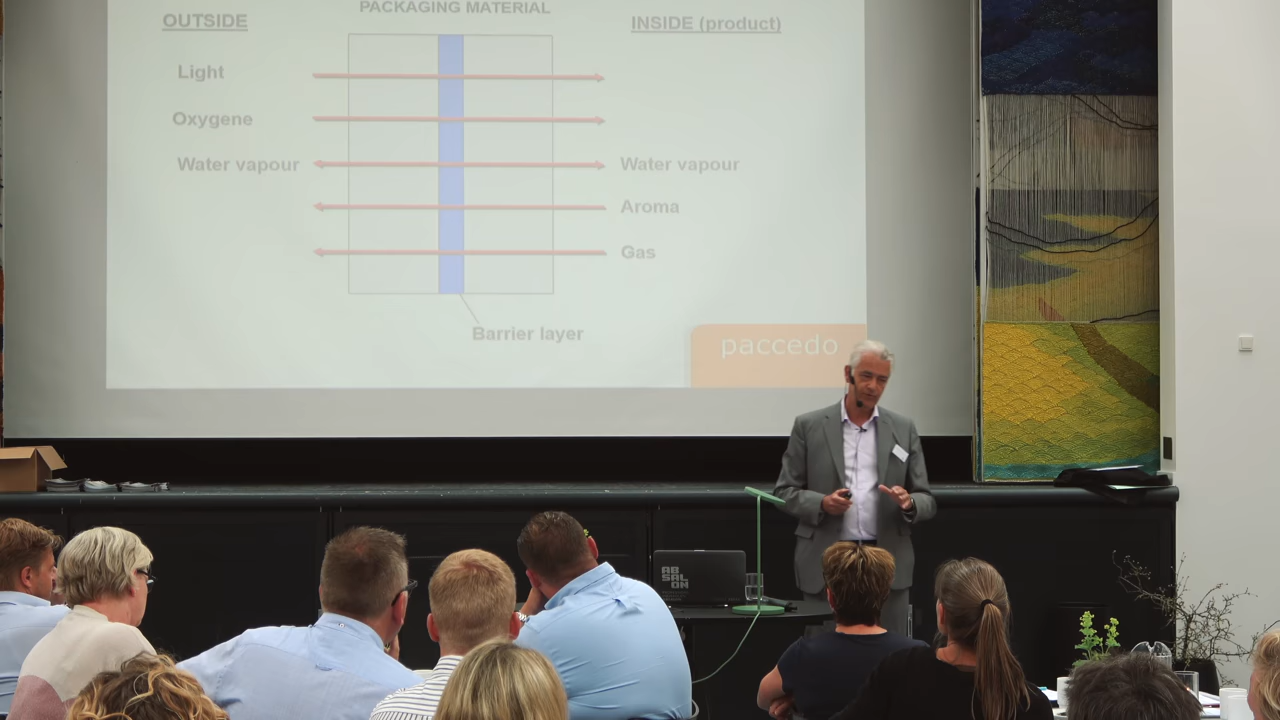 PACKAGING MATERIAL
OUTSIDE
INSIDE (product)
Light
Oxygene
Water vapour
Water vapour
Aroma
Gas
Barrier layer
paccedo
AB
SAL
ON